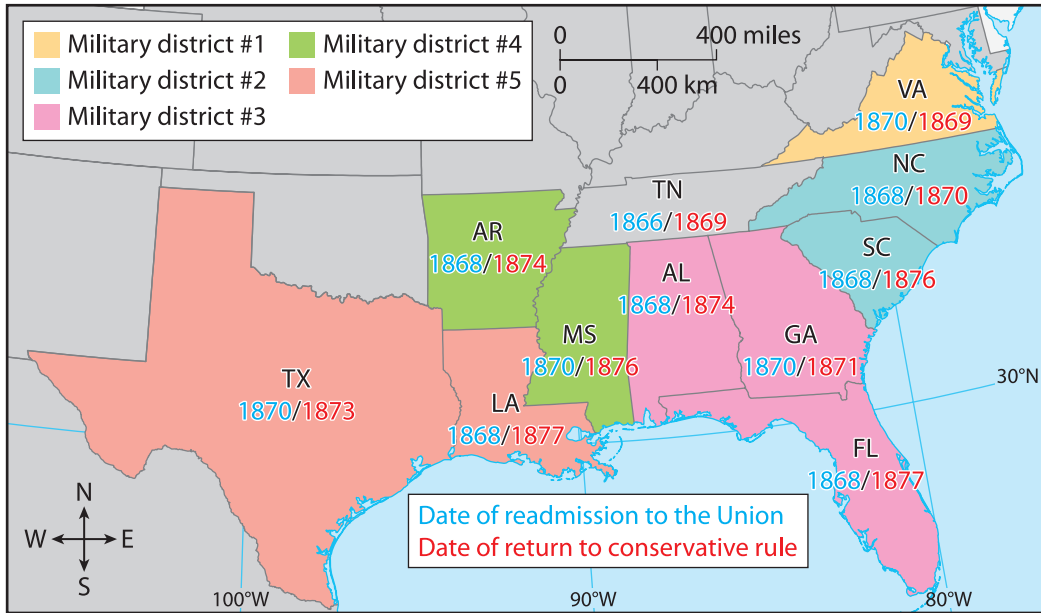 Military district #1
Military district #2
Military district #3
Military district #4
Military district #5
0 400 miles
0 400 km
VA
1870/1869
NC
1868/1870
TN
1866/1869
AR
1868/1874
SC
1868/1876
AL
1868/1874
MS
1870/1876
GA
1870/1871
TX
1870/1873
LA
1868/1877
FL
1868/1877
30°N
N
W E
S
Date of readmission to the Union
Date of return to conservative rule
100°W
90°W
80°W